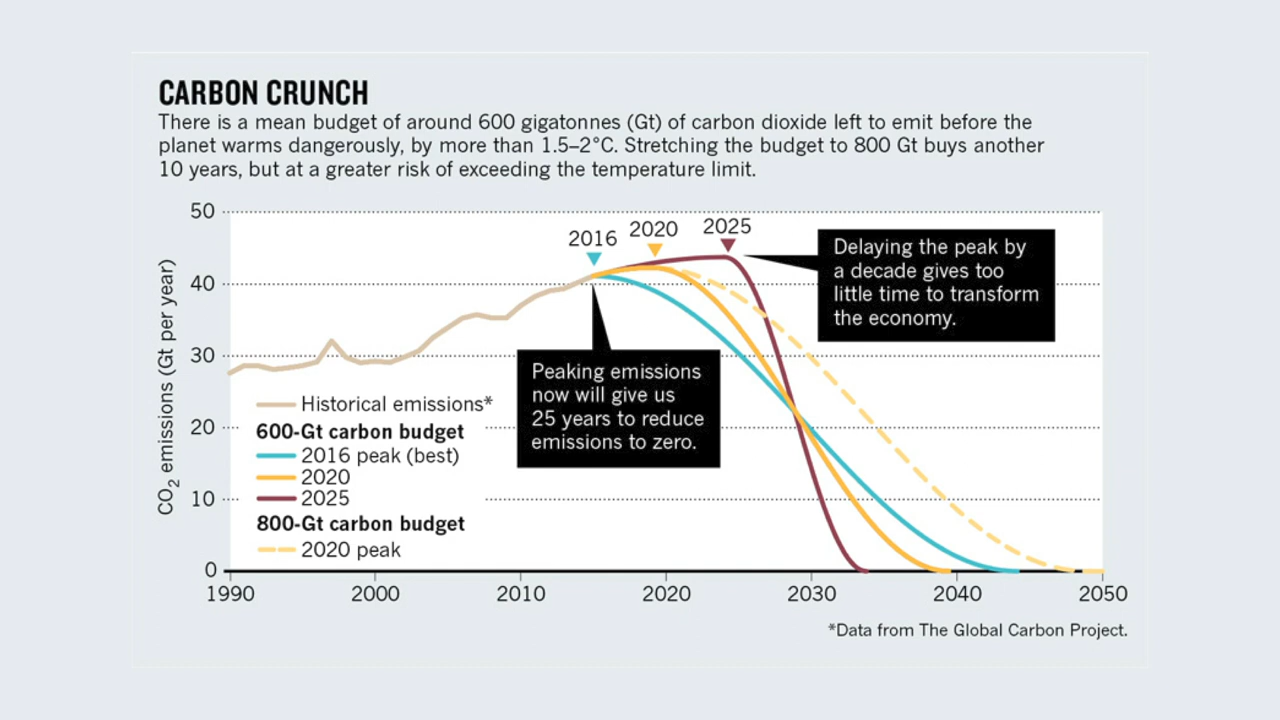 CARBON CRUNCH
There is a mean budget of around 600 gigatonnes (Gt) of carbon dioxide left to emit before the
planet warms dangerously, by more than 1.5–2°C. Stretching the budget to 800 Gt buys another
10 years, but at a greater risk of exceeding the temperature limit.
50
40
30
20
10
0
CO₂ emissions (Gt per year)
2016
2020
2025
Delaying the peak by
a decade gives too
little time to transform
the economy.
Peaking emissions
now will give us
25 years to reduce
emissions to zero.
Historical emissions*
600-Gt carbon budget
2016 peak (best)
2020
2025
800-Gt carbon budget
2020 peak
1990
2000
2010
2020
2030
2040
2050
*Data from The Global Carbon Project.